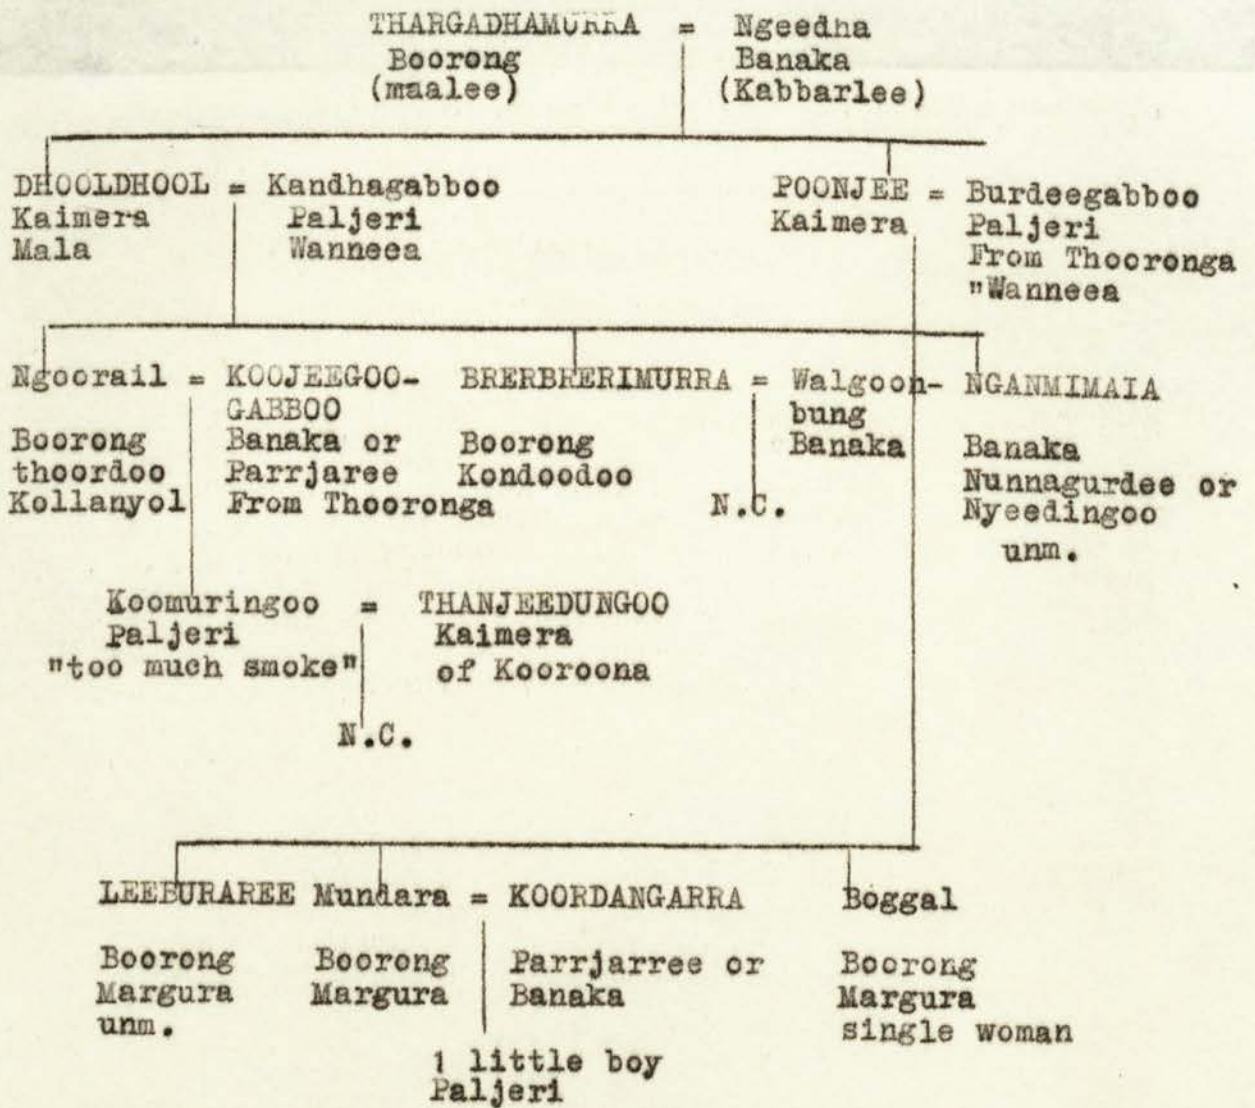 THARGADHAMURRA = Ngeedha
Boorong Banaka
(maalee) (Kabbarlee)
DHOOLDHOOL = Kandhagabboo POONJEE = Burdeegabboo
Kaimera Paljeri Kaimera Paljeri
Mala Wanneea From Thooronga
"Wanneea
Ngoorail = KOOJEEGOO- BRERBRERIMURRA = Walgoon- NGANMIMAIA
GABBOO bung
Boorong Banaka or Boorong Banaka Banaka
thoordoo Parrjaree Kondoodoo Nunnagurdee or
Kollanyol From Thooronga N.C. Nyeedingoo
unm.
Koomuringoo = THANJEEDUNGOO
Paljeri Kaimera
"too much smoke" of Kooroona
N.C.
LEEBURAREE Mundara = KOORDANGARRA Boggal
Boorong Boorong Parrjarree or Boorong
Margura Margura Banaka Margura
unm. single woman
1 little boy
Paljeri